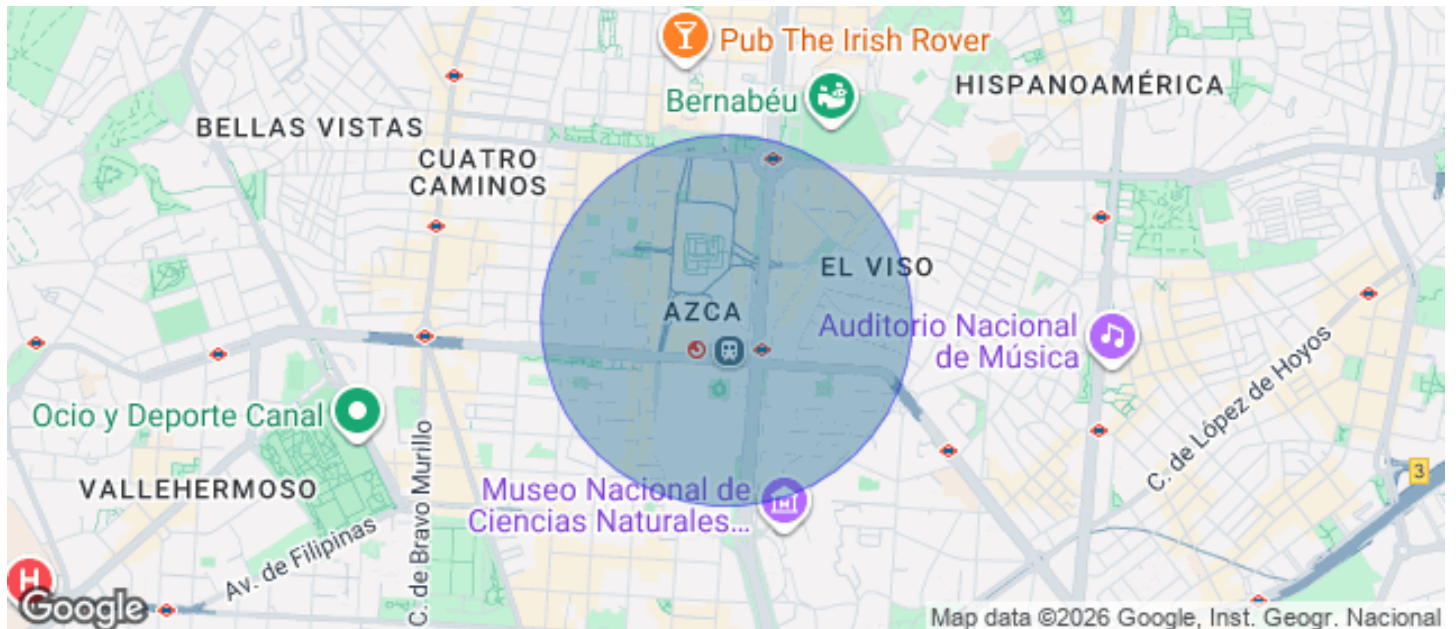 Pub The Irish Rover
HISPANOAMÉRICA
Bernabéu
BELLAS VISTAS
CUATRO
CAMINOS
EL VISO
AZCA
Auditorio Nacional
de Música
Ocio y Deporte Canal
C. de López de Hoyos
C. de Bravo Murillo
3
VALLEHERMOSO
Museo Nacional de
Ciencias Naturales...
Av. de Filipinas
H
Google
Map data ©2026 Google, Inst. Geogr. Nacional